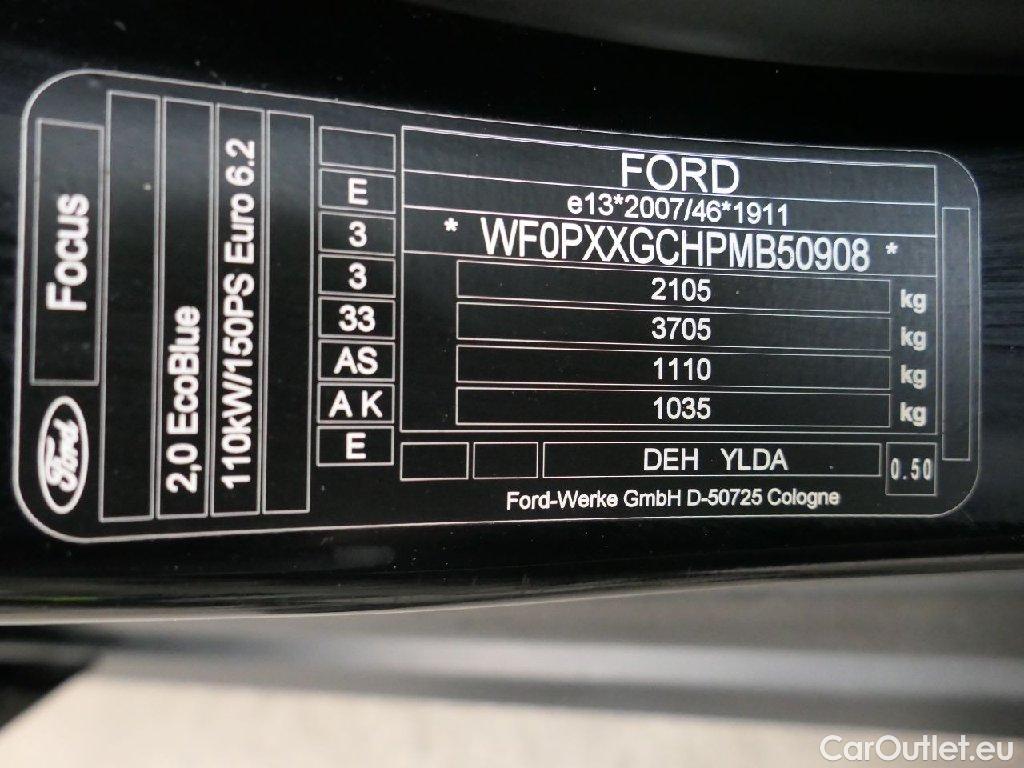 Focus
Ford
2,0 EcoBlue
110kW/150PS Euro 6.2
E
3
3
33
AS
A K
E
FORD
e13*2007/46*1911
* WF0PXXGCHPMB50908 *
2105 kg
3705 kg
1110 kg
1035 kg
DEH YLDA 0.50
Ford-Werke GmbH D-50725 Cologne
CarOutlet.eu